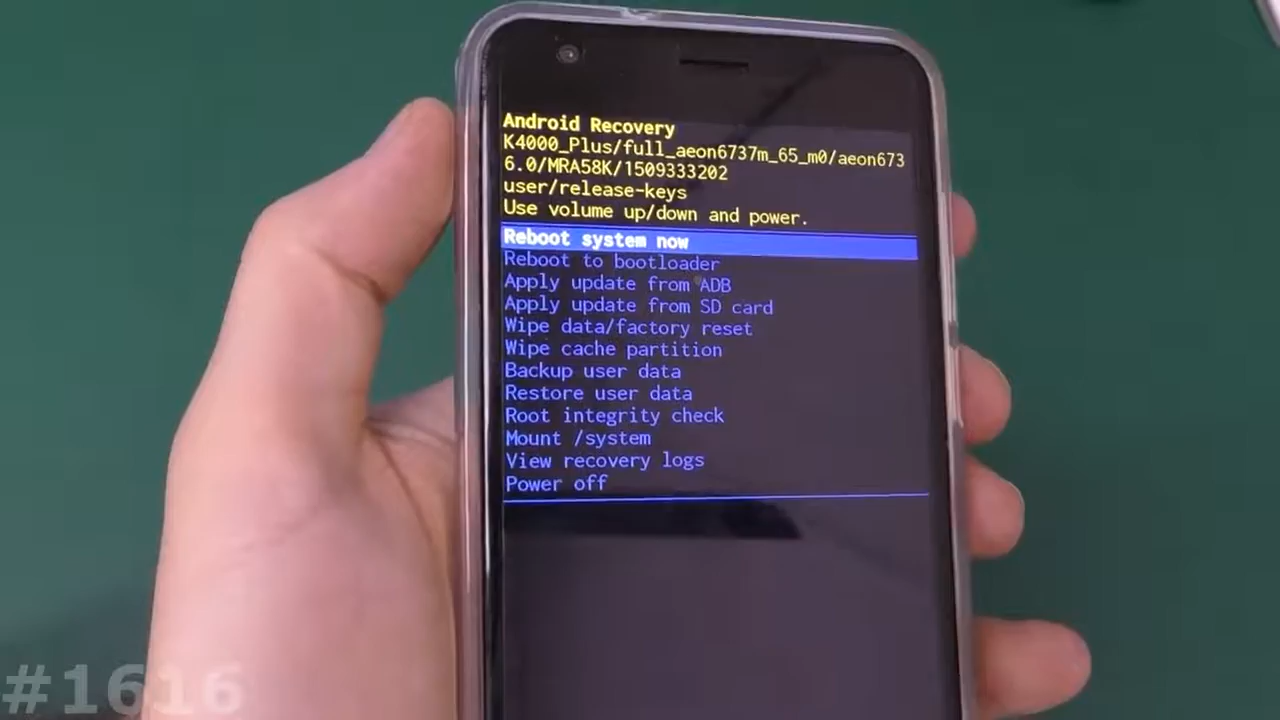 Android Recovery
K4000_Plus/full_aeon6737m_65_m0/aeon673
6.0/MRA58K/1509333202
user/release-keys
Use volume up/down and power.
Reboot system now
Reboot to bootloader
Apply update from ADB
Apply update from SD card
Wipe data/factory reset
Wipe cache partition
Backup user data
Restore user data
Root integrity check
Mount /system
View recovery logs
Power off
#1616